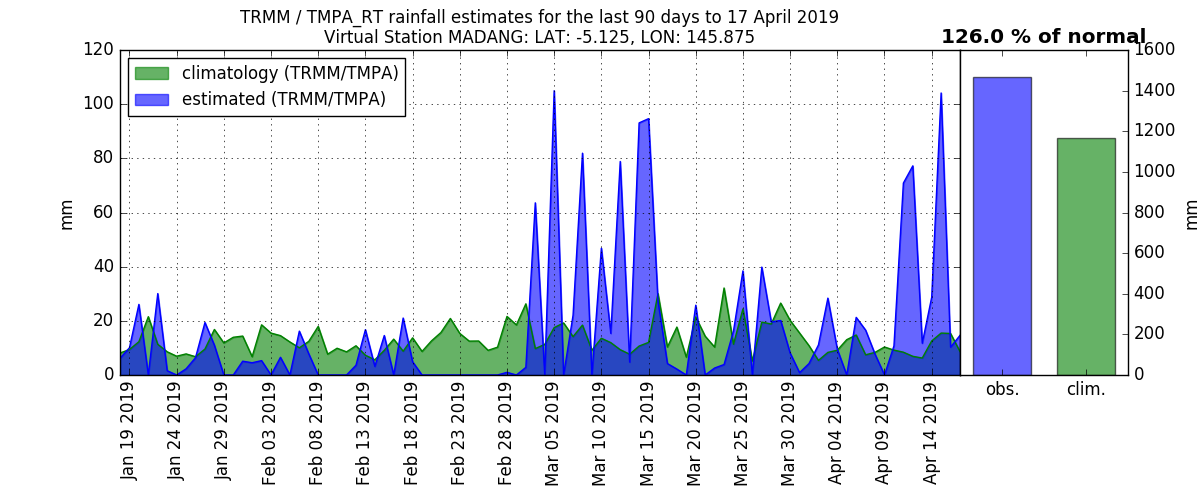 TRMM / TMPA_RT rainfall estimates for the last 90 days to 17 April 2019
Virtual Station MADANG: LAT: -5.125, LON: 145.875
126.0 % of normal
climatology (TRMM/TMPA)
estimated (TRMM/TMPA)
mm
120
100
80
60
40
20
0
Jan 19 2019
Jan 24 2019
Jan 29 2019
Feb 03 2019
Feb 08 2019
Feb 13 2019
Feb 18 2019
Feb 23 2019
Feb 28 2019
Mar 05 2019
Mar 10 2019
Mar 15 2019
Mar 20 2019
Mar 25 2019
Mar 30 2019
Apr 04 2019
Apr 09 2019
Apr 14 2019
1600
1400
1200
1000
800
600
400
200
0
mm
obs.
clim.